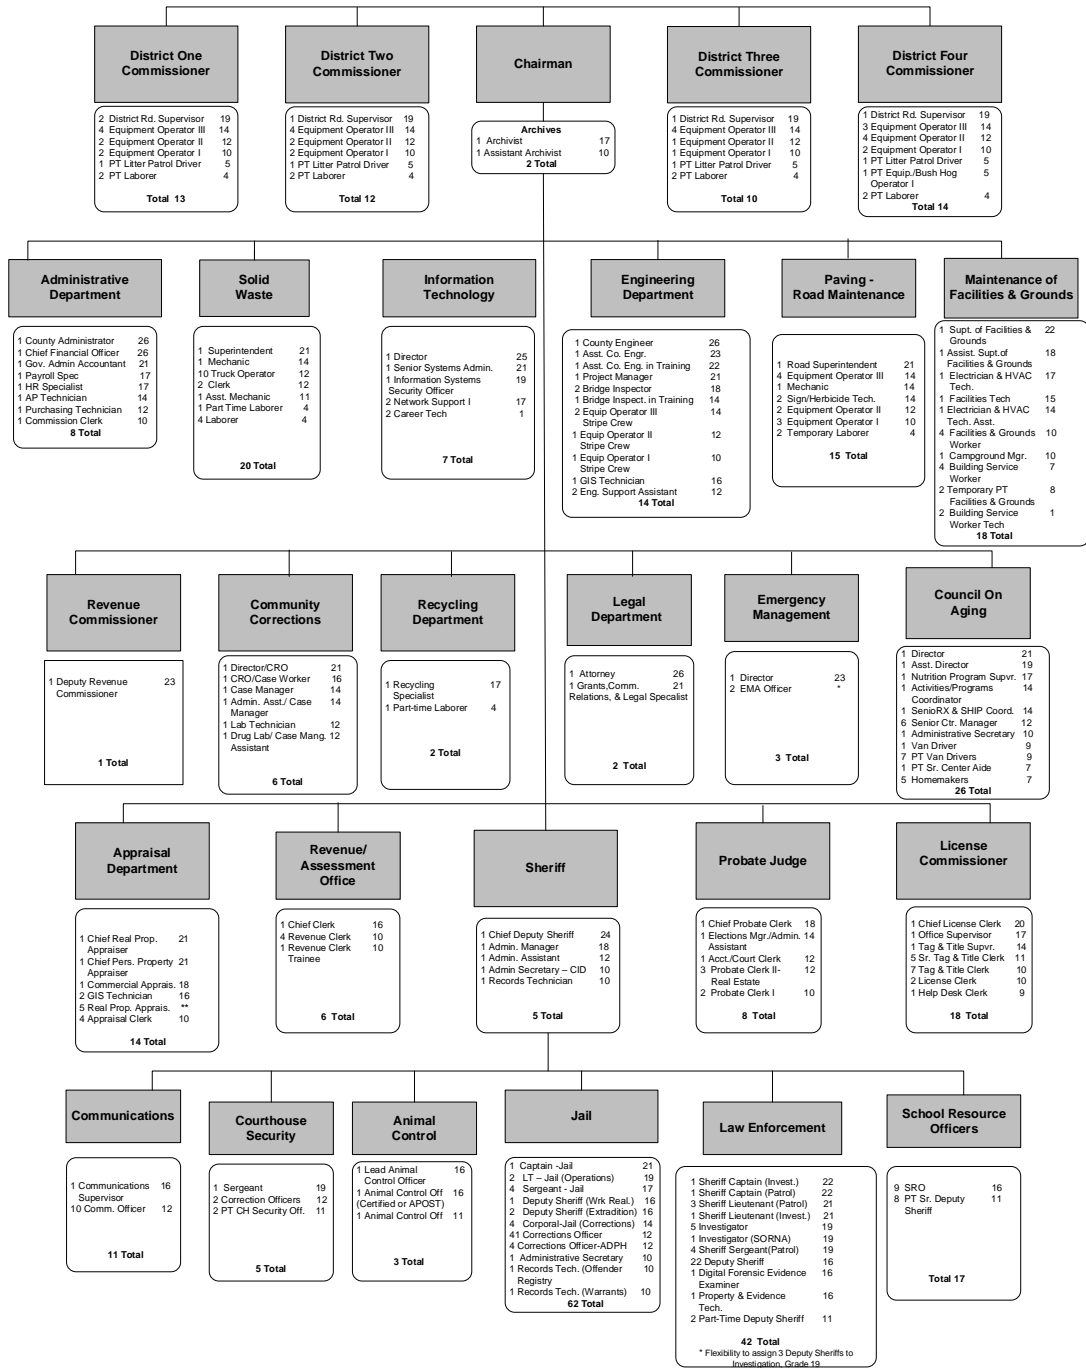 District One
Commissioner
2 District Rd. Supervisor 19
4 Equipment Operator III 14
2 Equipment Operator II 12
2 Equipment Operator I 10
1 PT Litter Patrol Driver 5
2 PT Laborer 4
Total 13
District Two
Commissioner
1 District Rd. Supervisor 19
4 Equipment Operator III 14
2 Equipment Operator II 12
2 Equipment Operator I 10
1 PT Litter Patrol Driver 5
2 PT Laborer 4
Total 12
Chairman
Archives
1 Archivist 17
1 Assistant Archivist 10
2 Total
District Three
Commissioner
1 District Rd. Supervisor 19
4 Equipment Operator III 14
1 Equipment Operator II 12
1 Equipment Operator I 10
1 PT Litter Patrol Driver 5
2 PT Laborer 4
Total 10
District Four
Commissioner
1 District Rd. Supervisor 19
3 Equipment Operator III 14
4 Equipment Operator II 12
2 Equipment Operator I 10
1 PT Litter Patrol Driver 5
1 PT Equip./Bush Hog 5
Operator I
2 PT Laborer 4
Total 14
Administrative
Department
1 County Administrator 26
1 Chief Financial Officer 26
1 Gov. Admin Accountant 21
1 Payroll Spec 17
1 HR Specialist 17
1 AP Technician 14
1 Purchasing Technician 12
1 Commission Clerk 10
8 Total
Solid
Waste
1 Superintendent 21
1 Mechanic 14
10 Truck Operator 12
2 Clerk 12
1 Asst. Mechanic 11
1 Part Time Laborer 4
4 Laborer 4
20 Total
Information
Technology
1 Director 25
1 Senior Systems Admin. 21
1 Information Systems 19
Security Officer
2 Network Support I 17
2 Career Tech 1
7 Total
Engineering
Department
1 County Engineer 26
1 Asst. Co. Engr. 23
1 Asst. Co. Eng. in Training 22
1 Project Manager 21
2 Bridge Inspector 18
1 Bridge Inspect. in Training 14
2 Equip Operator III 14
Stripe Crew
1 Equip Operator II 12
Stripe Crew
1 Equip Operator I 10
Stripe Crew
1 GIS Technician 16
2 Eng. Support Assistant 12
14 Total
Paving -
Road Maintenance
1 Road Superintendent 21
4 Equipment Operator III 14
1 Mechanic 14
2 Sign/Herbicide Tech. 14
2 Equipment Operator II 12
3 Equipment Operator I 10
2 Temporary Laborer 4
15 Total
Maintenance of
Facilities & Grounds
1 Supt. of Facilities & 22
Grounds
1 Assist. Supt.of 18
Facilities & Grounds
1 Electrician & HVAC 17
Tech.
1 Facilities Tech 15
1 Electrician & HVAC 14
Tech. Asst.
4 Facilities & Grounds 10
Worker
1 Campground Mgr. 10
4 Building Service 7
Worker
2 Temporary PT 8
Facilities & Grounds
2 Building Service 1
Worker Tech
18 Total
Revenue
Commissioner
1 Deputy Revenue 23
Commissioner
1 Total
Community
Corrections
1 Director/CRO 21
1 CRO/Case Worker 16
1 Case Manager 14
1 Admin. Asst./ Case 14
Manager
1 Lab Technician 12
1 Drug Lab/ Case Mang. 12
Assistant
6 Total
Recycling
Department
1 Recycling 17
Specialist
1 Part-time Laborer 4
2 Total
Legal
Department
1 Attorney 26
1 Grants,Comm. 21
Relations, & Legal Specalist
2 Total
Emergency
Management
1 Director 23
2 EMA Officer *
3 Total
Council On
Aging
1 Director 21
1 Asst. Director 19
1 Nutrition Program Supvr. 17
1 Activities/Programs 14
Coordinator
1 SenioRX & SHIP Coord. 14
6 Senior Ctr. Manager 12
1 Administrative Secretary 10
1 Van Driver 9
7 PT Van Drivers 9
1 PT Sr. Center Aide 7
5 Homemakers 7
26 Total
Appraisal
Department
1 Chief Real Prop. 21
Appraiser
1 Chief Pers. Property 21
Appraiser
1 Commercial Apprais. 18
2 GIS Technician 16
5 Real Prop. Apprais. **
4 Appraisal Clerk 10
14 Total
Revenue/
Assessment
Office
1 Chief Clerk 16
4 Revenue Clerk 10
1 Revenue Clerk 10
Trainee
6 Total
Sheriff
1 Chief Deputy Sheriff 24
1 Admin. Manager 18
1 Admin. Assistant 12
1 Admin Secretary – CID 10
1 Records Technician 10
5 Total
Probate Judge
1 Chief Probate Clerk 18
1 Elections Mgr./Admin. 14
Assistant
1 Acct./Court Clerk 12
3 Probate Clerk II- 12
Real Estate
2 Probate Clerk I 10
8 Total
License
Commissioner
1 Chief License Clerk 20
1 Office Supervisor 17
1 Tag & Title Supvr. 14
5 Sr. Tag & Title Clerk 11
7 Tag & Title Clerk 10
2 License Clerk 10
1 Help Desk Clerk 9
18 Total
Communications
1 Communications 16
Supervisor
10 Comm. Officer 12
11 Total
Courthouse
Security
1 Sergeant 19
2 Correction Officers 12
2 PT CH Security Off. 11
5 Total
Animal
Control
1 Lead Animal 16
Control Officer
1 Animal Control Off 16
(Certified or APOST)
1 Animal Control Off 11
3 Total
Jail
1 Captain -Jail 21
2 LT – Jail (Operations) 19
4 Sergeant - Jail 17
1 Deputy Sheriff (Wrk Real.) 16
2 Deputy Sheriff (Extradition) 16
4 Corporal-Jail (Corrections) 14
41 Corrections Officer 12
4 Corrections Officer-ADPH 12
1 Administrative Secretary 10
1 Records Tech. (Offender 10
Registry
1 Records Tech. (Warrants) 10
62 Total
Law Enforcement
1 Sheriff Captain (Invest.) 22
1 Sheriff Captain (Patrol) 22
3 Sheriff Lieutenant (Patrol) 21
1 Sheriff Lieutenant (Invest.) 21
5 Investigator 19
1 Investigator (SORNA) 19
4 Sheriff Sergeant(Patrol) 19
22 Deputy Sheriff 16
1 Digital Forensic Evidence 16
Examiner
1 Property & Evidence 16
Tech.
2 Part-Time Deputy Sheriff 11
42 Total
* Flexibility to assign 3 Deputy Sheriffs to
Investigation, Grade 19
School Resource
Officers
9 SRO 16
8 PT Sr. Deputy 11
Sheriff
Total 17